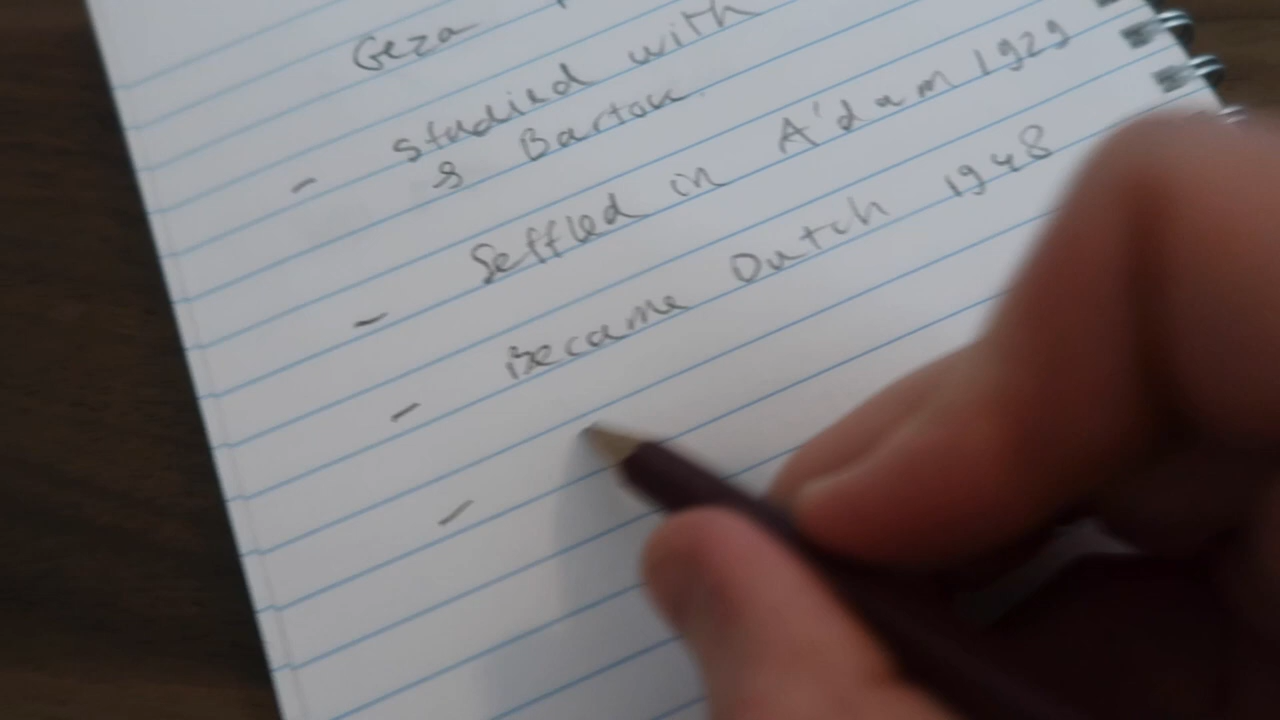 Geza
- studied with
& Bartok
- Settled in A'dam 1929
- Became Dutch 1948
-